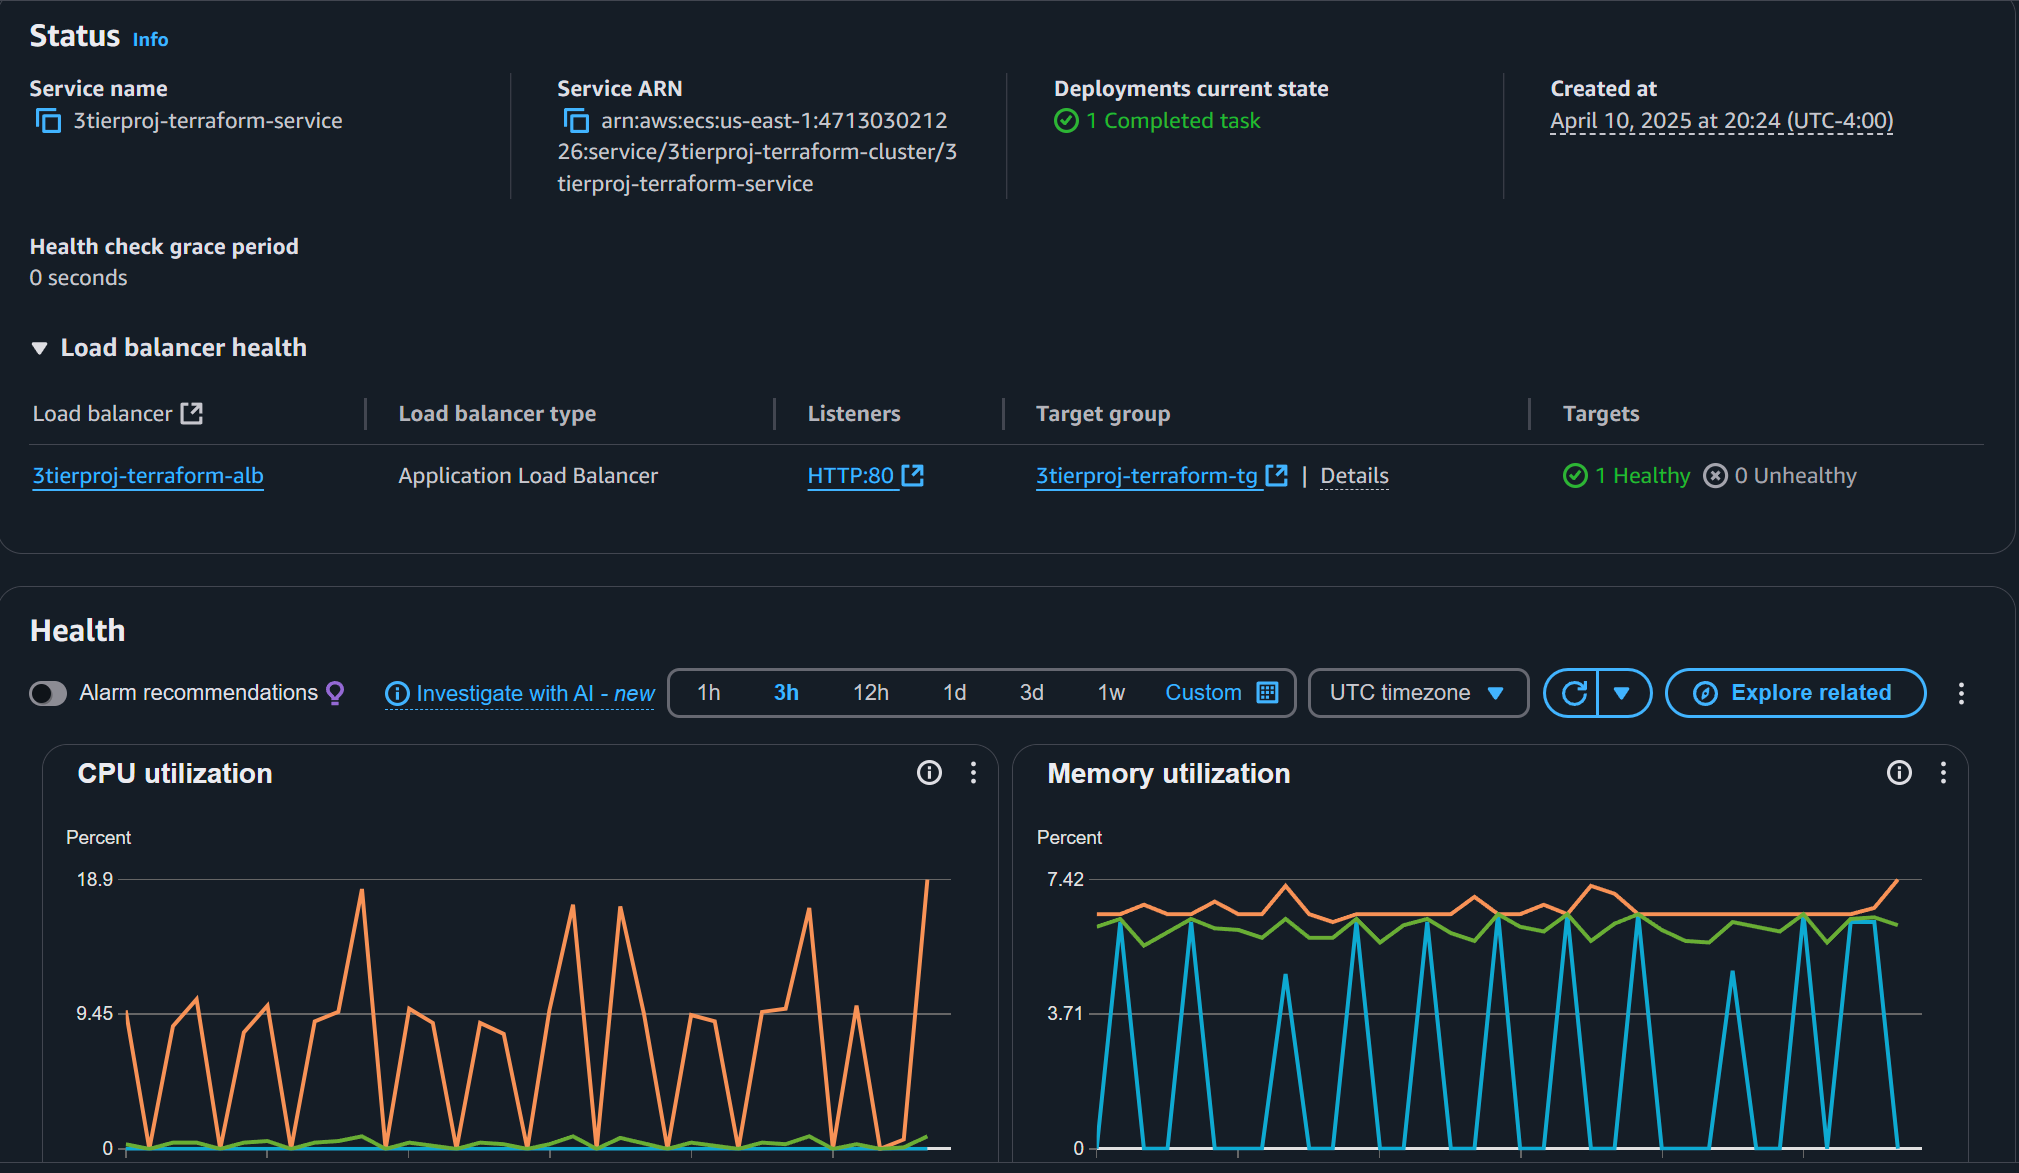 Status Info
Service name
3tierproj-terraform-service
Service ARN
arn:aws:ecs:us-east-1:4713030212
26:service/3tierproj-terraform-cluster/3
tierproj-terraform-service
Deployments current state
1 Completed task
Created at
April 10, 2025 at 20:24 (UTC-4:00)
Health check grace period
0 seconds
Load balancer health
Load balancer Load balancer type Listeners Target group Targets
3tierproj-terraform-alb Application Load Balancer HTTP:80 3tierproj-terraform-tg | Details 1 Healthy 0 Unhealthy
Health
Alarm recommendations Investigate with AI - new 1h 3h 12h 1d 3d 1w Custom UTC timezone Explore related
CPU utilization
Percent
18.9
9.45
0
Memory utilization
Percent
7.42
3.71
0